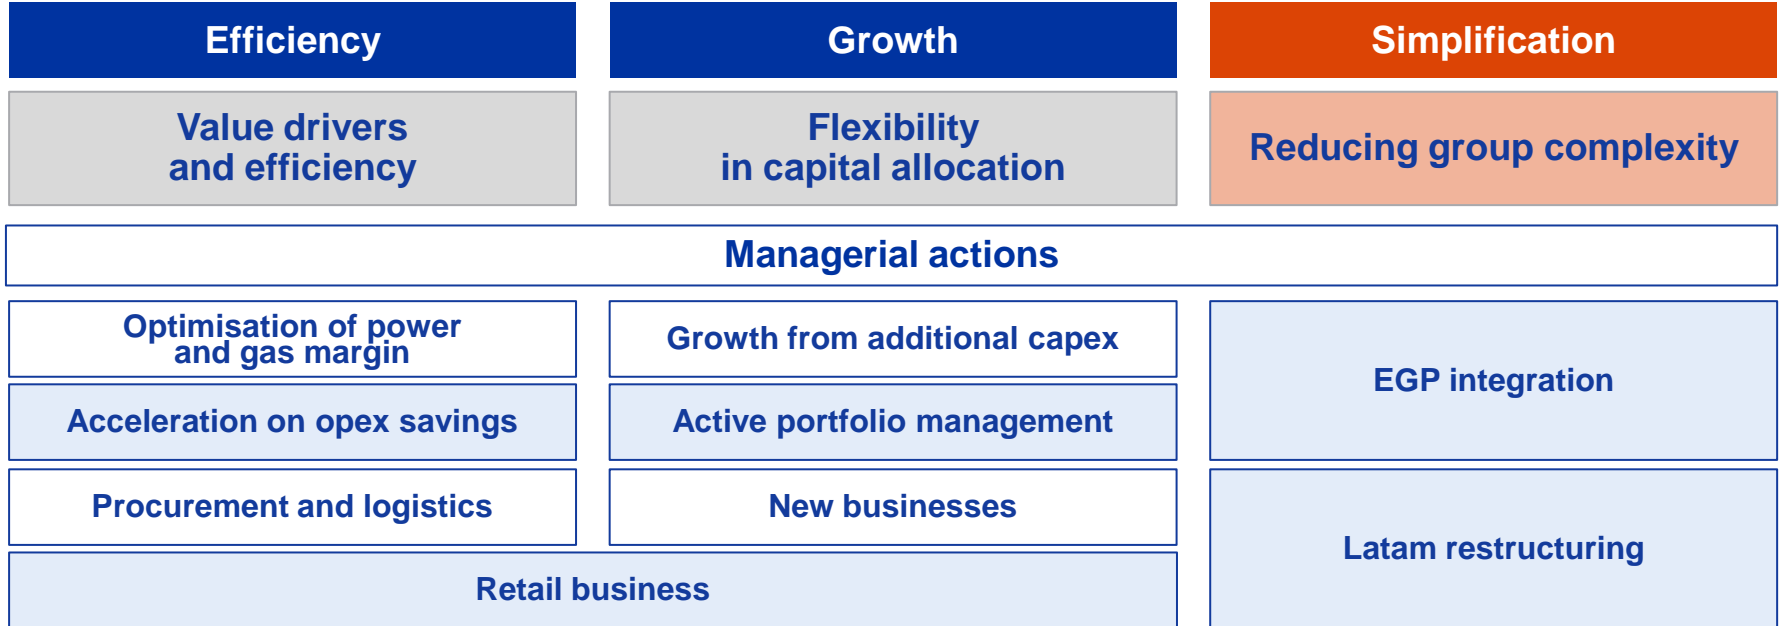 Efficiency
Growth
Simplification
Value drivers
and efficiency
Flexibility
in capital allocation
Reducing group complexity
Managerial actions
Optimisation of power
and gas margin
Growth from additional capex
EGP integration
Acceleration on opex savings
Active portfolio management
Procurement and logistics
New businesses
Latam restructuring
Retail business